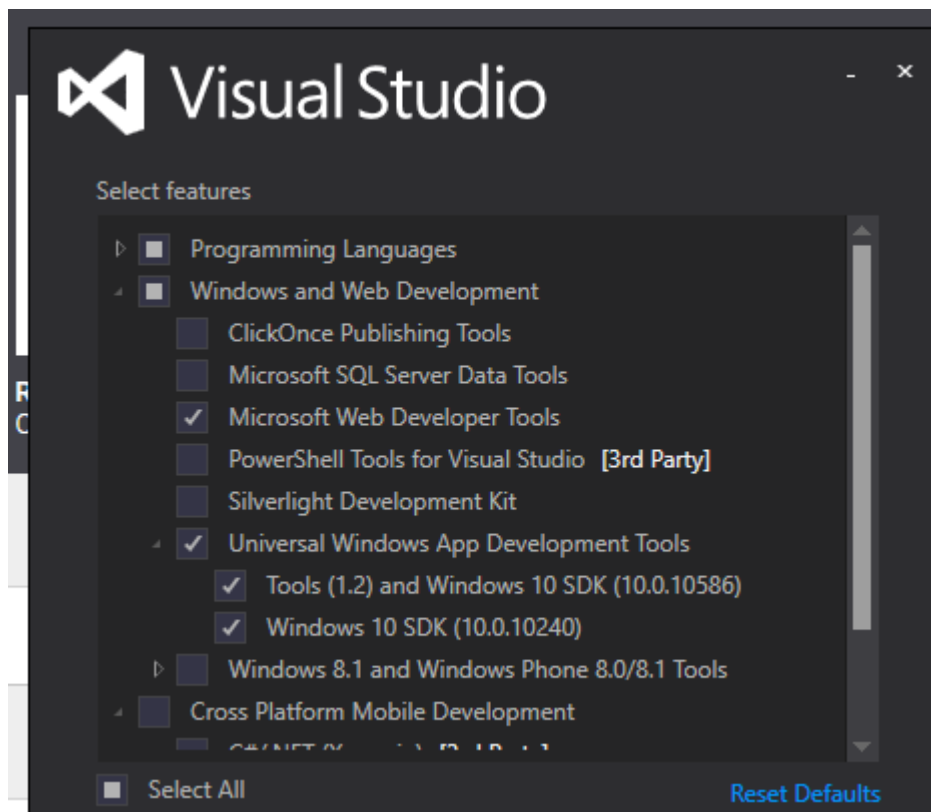 Visual Studio
Select features
Programming Languages
Windows and Web Development
ClickOnce Publishing Tools
Microsoft SQL Server Data Tools
Microsoft Web Developer Tools
PowerShell Tools for Visual Studio [3rd Party]
Silverlight Development Kit
Universal Windows App Development Tools
Tools (1.2) and Windows 10 SDK (10.0.10586)
Windows 10 SDK (10.0.10240)
Windows 8.1 and Windows Phone 8.0/8.1 Tools
Cross Platform Mobile Development
Select All
Reset Defaults